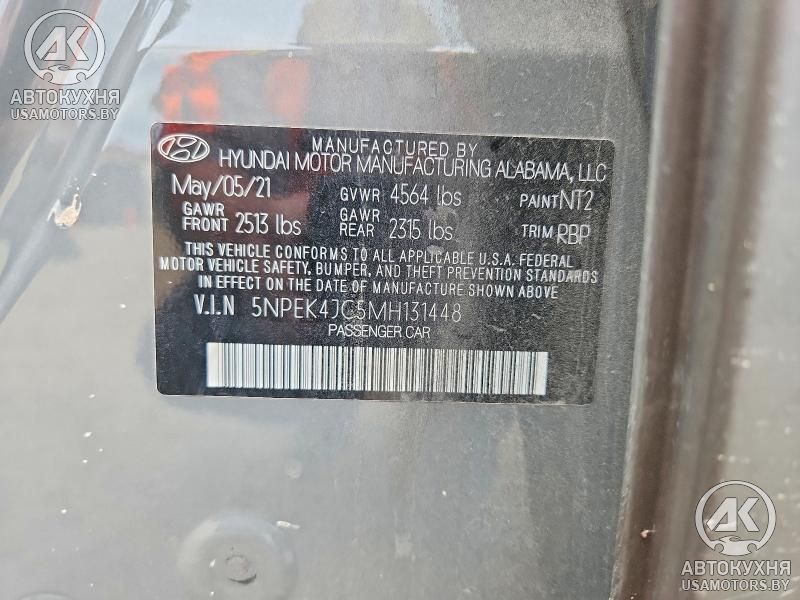 AK
АВТОКУХНЯ
USAMOTORS.BY
MANUFACTURED BY
HYUNDAI MOTOR MANUFACTURING ALABAMA, LLC
May/05/21 GVWR 4564 lbs PAINT NT2
GAWR FRONT 2513 lbs GAWR REAR 2315 lbs TRIM RBP
THIS VEHICLE CONFORMS TO ALL APPLICABLE U.S.A. FEDERAL
MOTOR VEHICLE SAFETY, BUMPER, AND THEFT PREVENTION STANDARDS
IN EFFECT ON THE DATE OF MANUFACTURE SHOWN ABOVE
V.I.N 5NPEK4JC5MH131448
PASSENGER CAR
AK
АВТОКУХНЯ
USAMOTORS.BY